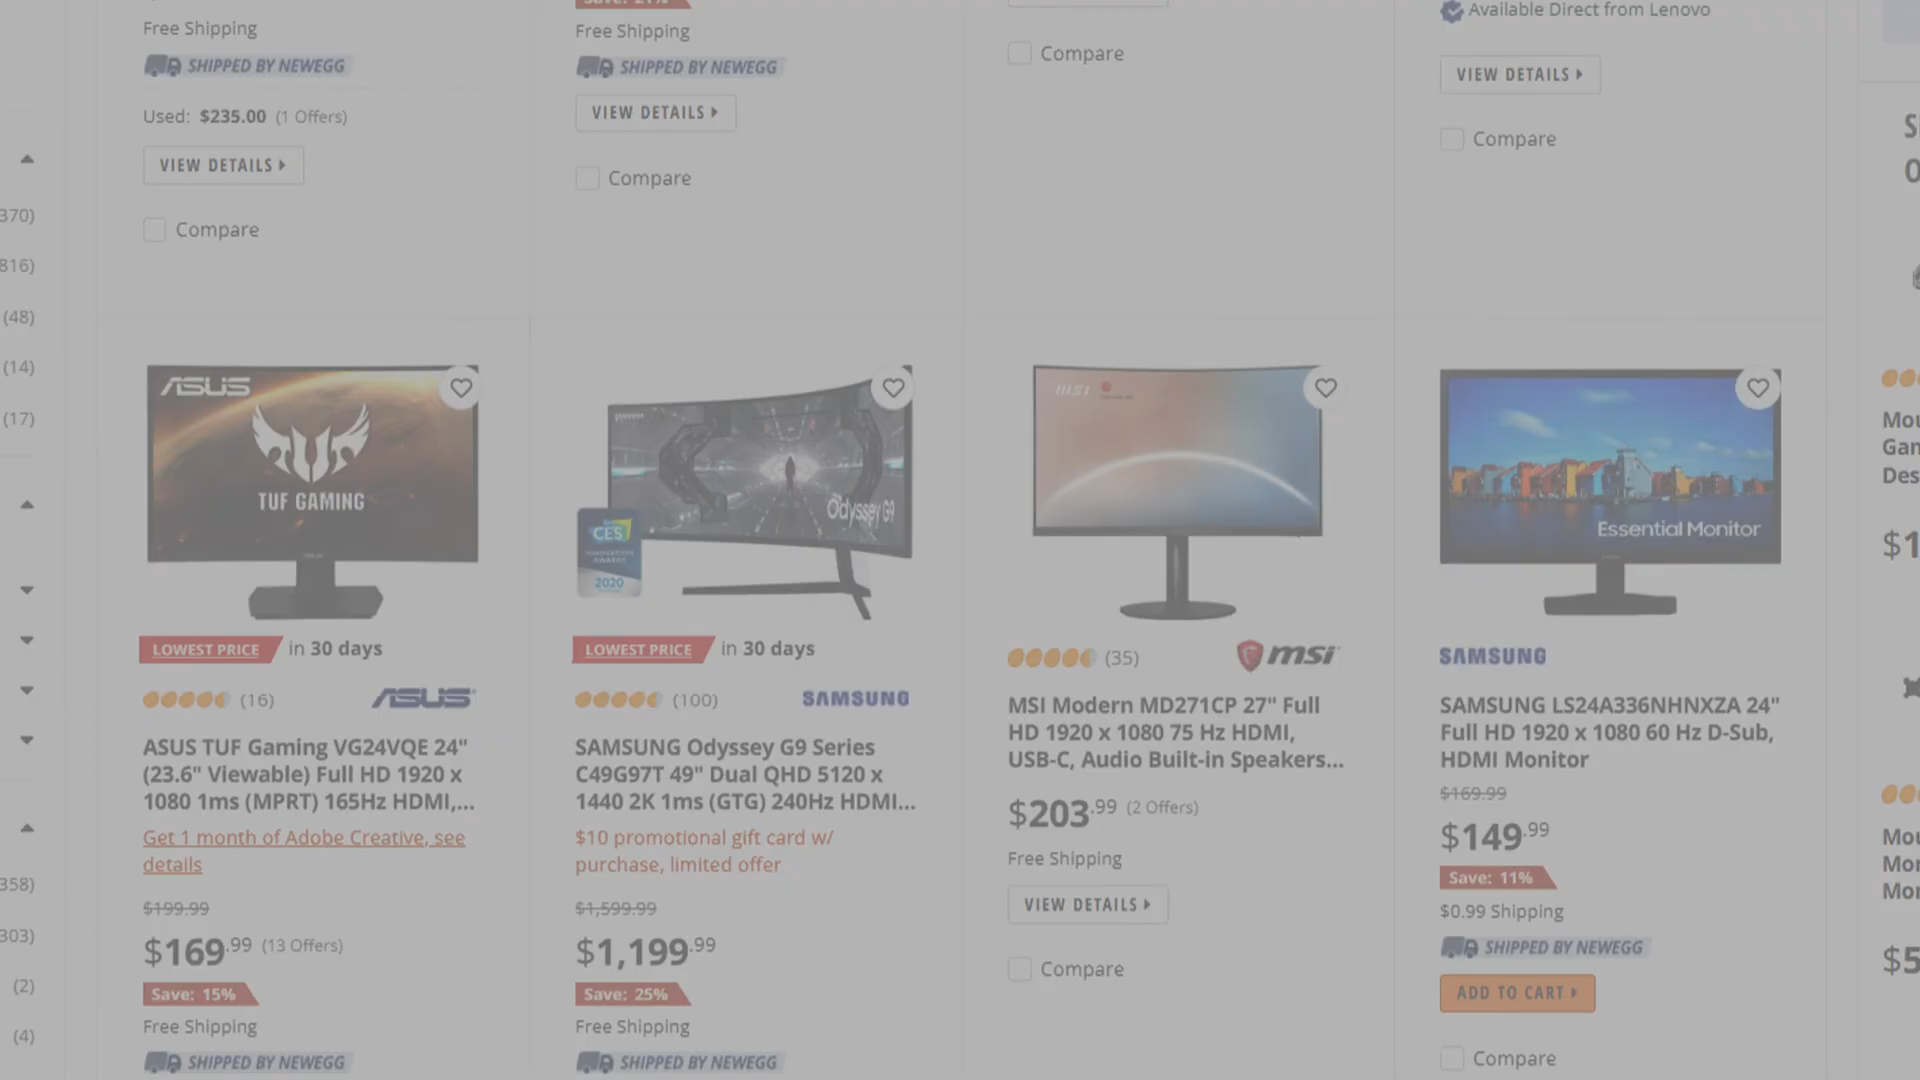 Free Shipping
SHIPPED BY NEWEGG
Used: $235.00 (1 Offers)
VIEW DETAILS
Compare
Free Shipping
SHIPPED BY NEWEGG
VIEW DETAILS
Compare
Compare
Available Direct from Lenovo
VIEW DETAILS
Compare
370)
816)
(48)
(14)
(17)
358)
303)
(2)
(4)
ASUS
TUF GAMING
LOWEST PRICE in 30 days
(16) ASUS
ASUS TUF Gaming VG24VQE 24"
(23.6" Viewable) Full HD 1920 x
1080 1ms (MPRT) 165Hz HDMI,...
Get 1 month of Adobe Creative, see
details
$199.99
$169.99 (13 Offers)
Save: 15%
Free Shipping
SHIPPED BY NEWEGG
Odyssey G9
CES
INNOVATION
AWARDS
2020
LOWEST PRICE in 30 days
(100) SAMSUNG
SAMSUNG Odyssey G9 Series
C49G97T 49" Dual QHD 5120 x
1440 2K 1ms (GTG) 240Hz HDMI...
$10 promotional gift card w/
purchase, limited offer
$1,599.99
$1,199.99
Save: 25%
Free Shipping
SHIPPED BY NEWEGG
msi
(35) msi
MSI Modern MD271CP 27" Full
HD 1920 x 1080 75 Hz HDMI,
USB-C, Audio Built-in Speakers...
$203.99 (2 Offers)
Free Shipping
VIEW DETAILS
Compare
Essential Monitor
SAMSUNG
SAMSUNG LS24A336NHNXZA 24"
Full HD 1920 x 1080 60 Hz D-Sub,
HDMI Monitor
$169.99
$149.99
Save: 11%
$0.99 Shipping
SHIPPED BY NEWEGG
ADD TO CART
Compare
Mou
Gam
Des
$1
Mou
Mon
Mon
$5